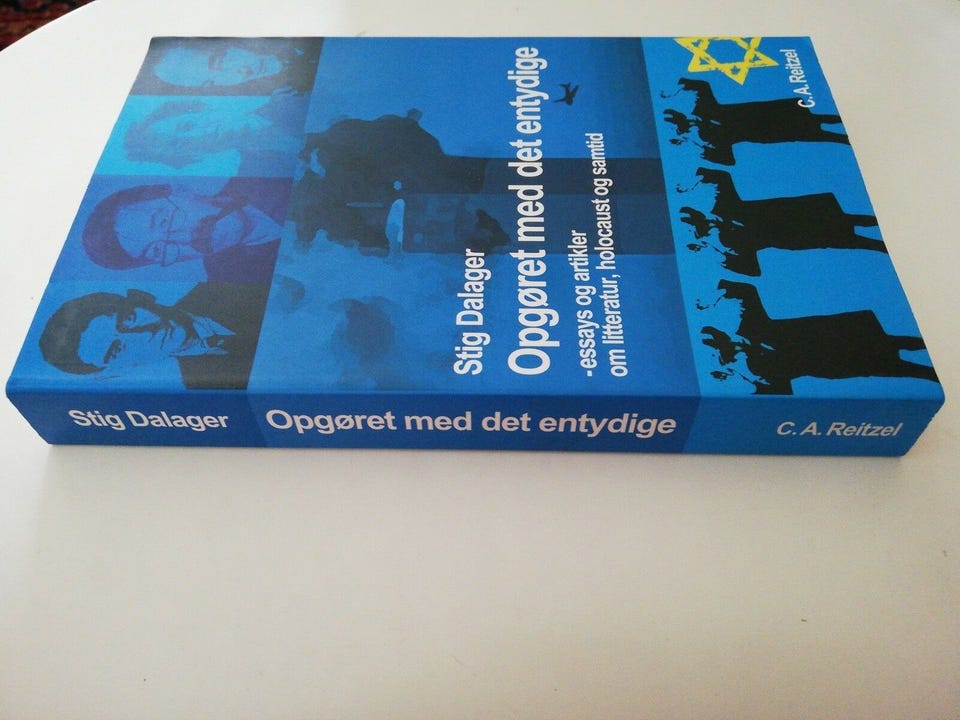 Stig Dalager
Opgøret med det entydige
-essays og artikler
om litteratur, holocaust og samtid
C. A. Reitzel
Stig Dalager Opgøret med det entydige C. A. Reitzel